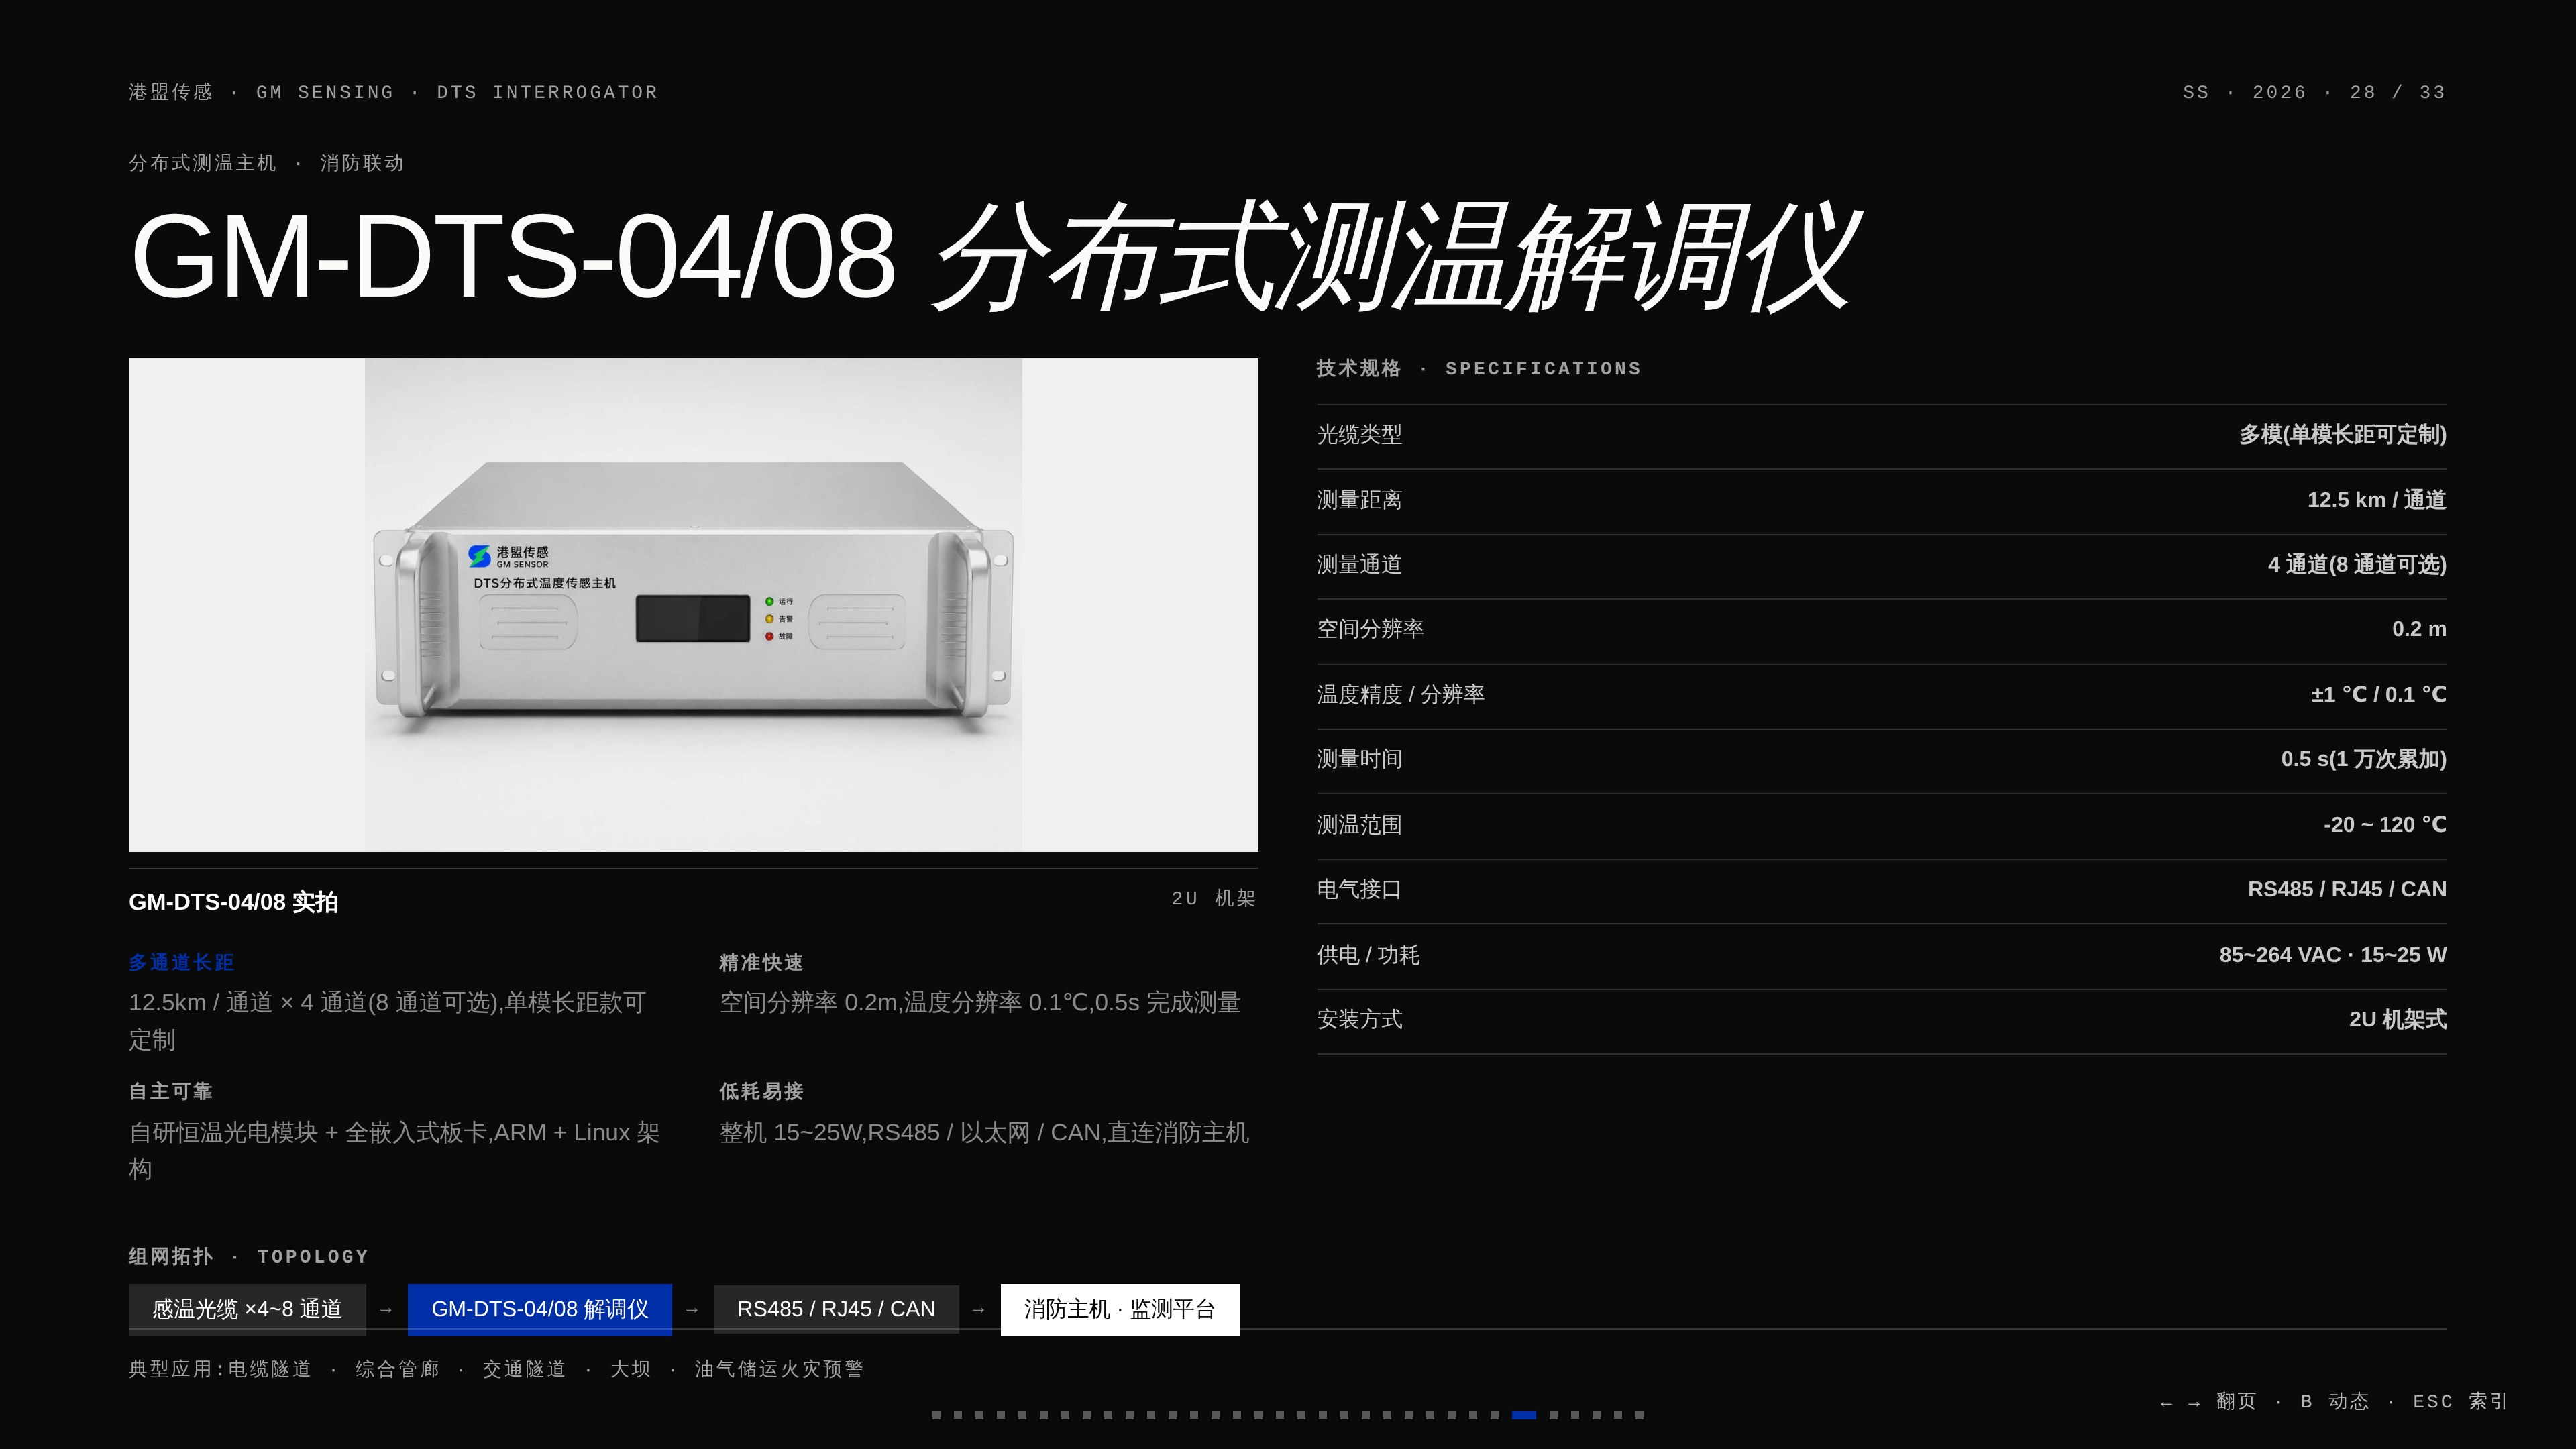 港盟传感 · GM SENSING · DTS INTERROGATOR
SS · 2026 · 28 / 33
分布式测温主机 · 消防联动
GM-DTS-04/08 分布式测温解调仪
港盟传感
GM SENSOR
DTS分布式温度传感主机
运行
告警
故障
GM-DTS-04/08 实拍
2U 机架
多通道长距
12.5km / 通道 × 4 通道(8 通道可选),单模长距款可
定制
精准快速
空间分辨率 0.2m,温度分辨率 0.1℃,0.5s 完成测量
自主可靠
自研恒温光电模块 + 全嵌入式板卡,ARM + Linux 架
构
低耗易接
整机 15~25W,RS485 / 以太网 / CAN,直连消防主机
技术规格 · SPECIFICATIONS
光缆类型 多模(单模长距可定制)
测量距离 12.5 km / 通道
测量通道 4 通道(8 通道可选)
空间分辨率 0.2 m
温度精度 / 分辨率 ±1 °C / 0.1 °C
测量时间 0.5 s(1 万次累加)
测温范围 -20 ~ 120 °C
电气接口 RS485 / RJ45 / CAN
供电 / 功耗 85~264 VAC · 15~25 W
安装方式 2U 机架式
组网拓扑 · TOPOLOGY
感温光缆 ×4~8 通道 → GM-DTS-04/08 解调仪 → RS485 / RJ45 / CAN → 消防主机 · 监测平台
典型应用:电缆隧道 · 综合管廊 · 交通隧道 · 大坝 · 油气储运火灾预警
← → 翻页 · B 动态 · ESC 索引